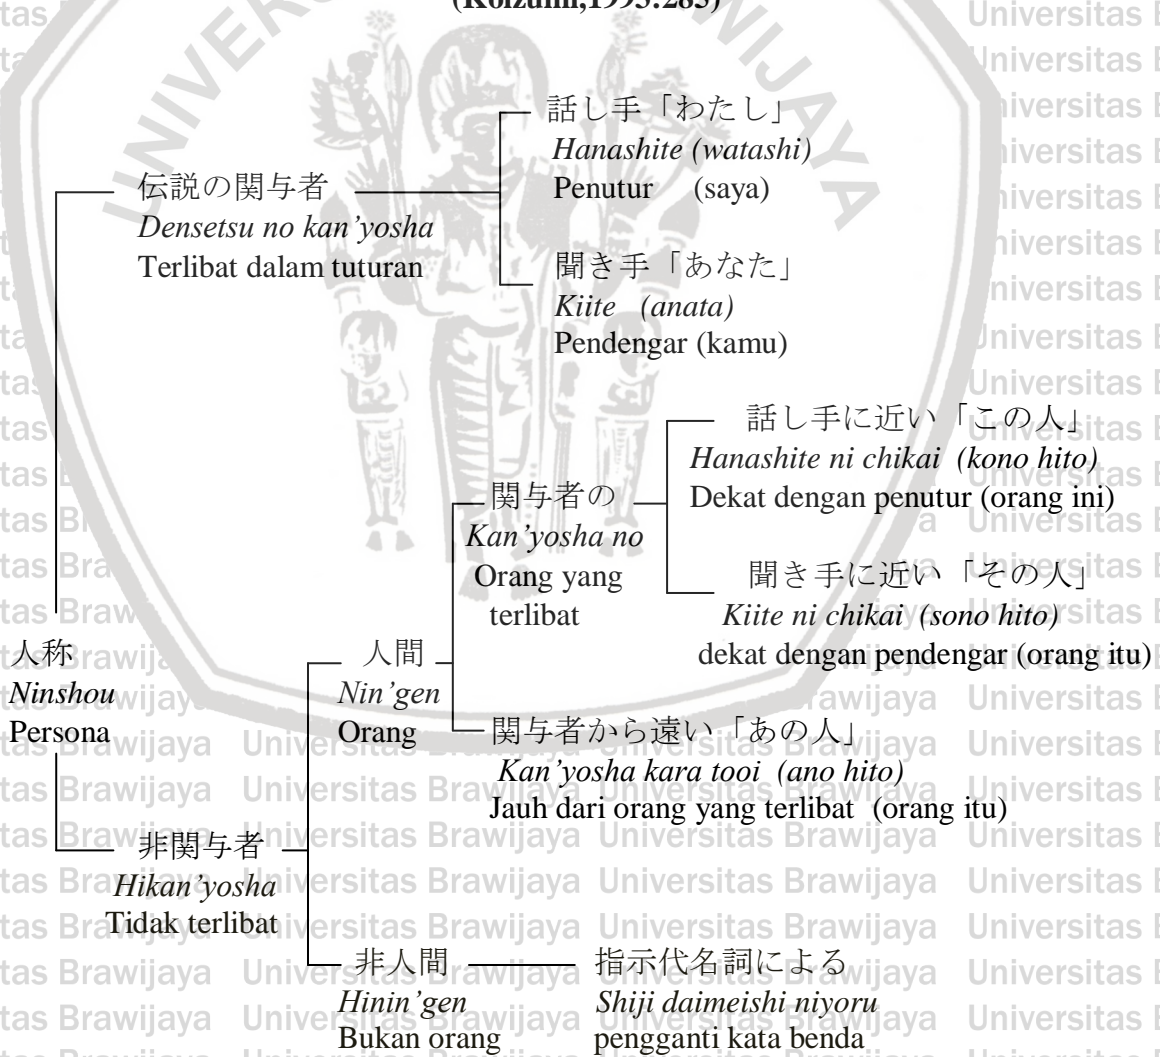 (Koizumi,1993:283)
話し手「わたし」
Hanashite (watashi)
Penutur (saya)
伝説の関与者
Densetsu no kan’yosha
Terlibat dalam tuturan
聞き手「あなた」
Kiite (anata)
Pendengar (kamu)
話し手に近い「この人」
Hanashite ni chikai (kono hito)
Dekat dengan penutur (orang ini)
関与者の
Kan’yosha no
Orang yang
terlibat
聞き手に近い「その人」
Kiite ni chikai (sono hito)
dekat dengan pendengar (orang itu)
人称
Ninshou
Persona
人間
Nin’gen
Orang
関与者から遠い「あの人」
Kan’yosha kara tooi (ano hito)
Jauh dari orang yang terlibat (orang itu)
非関与者
Hikan’yosha
Tidak terlibat
非人間
Hinin’gen
Bukan orang
指示代名詞による
Shiji daimeishi niyoru
pengganti kata benda